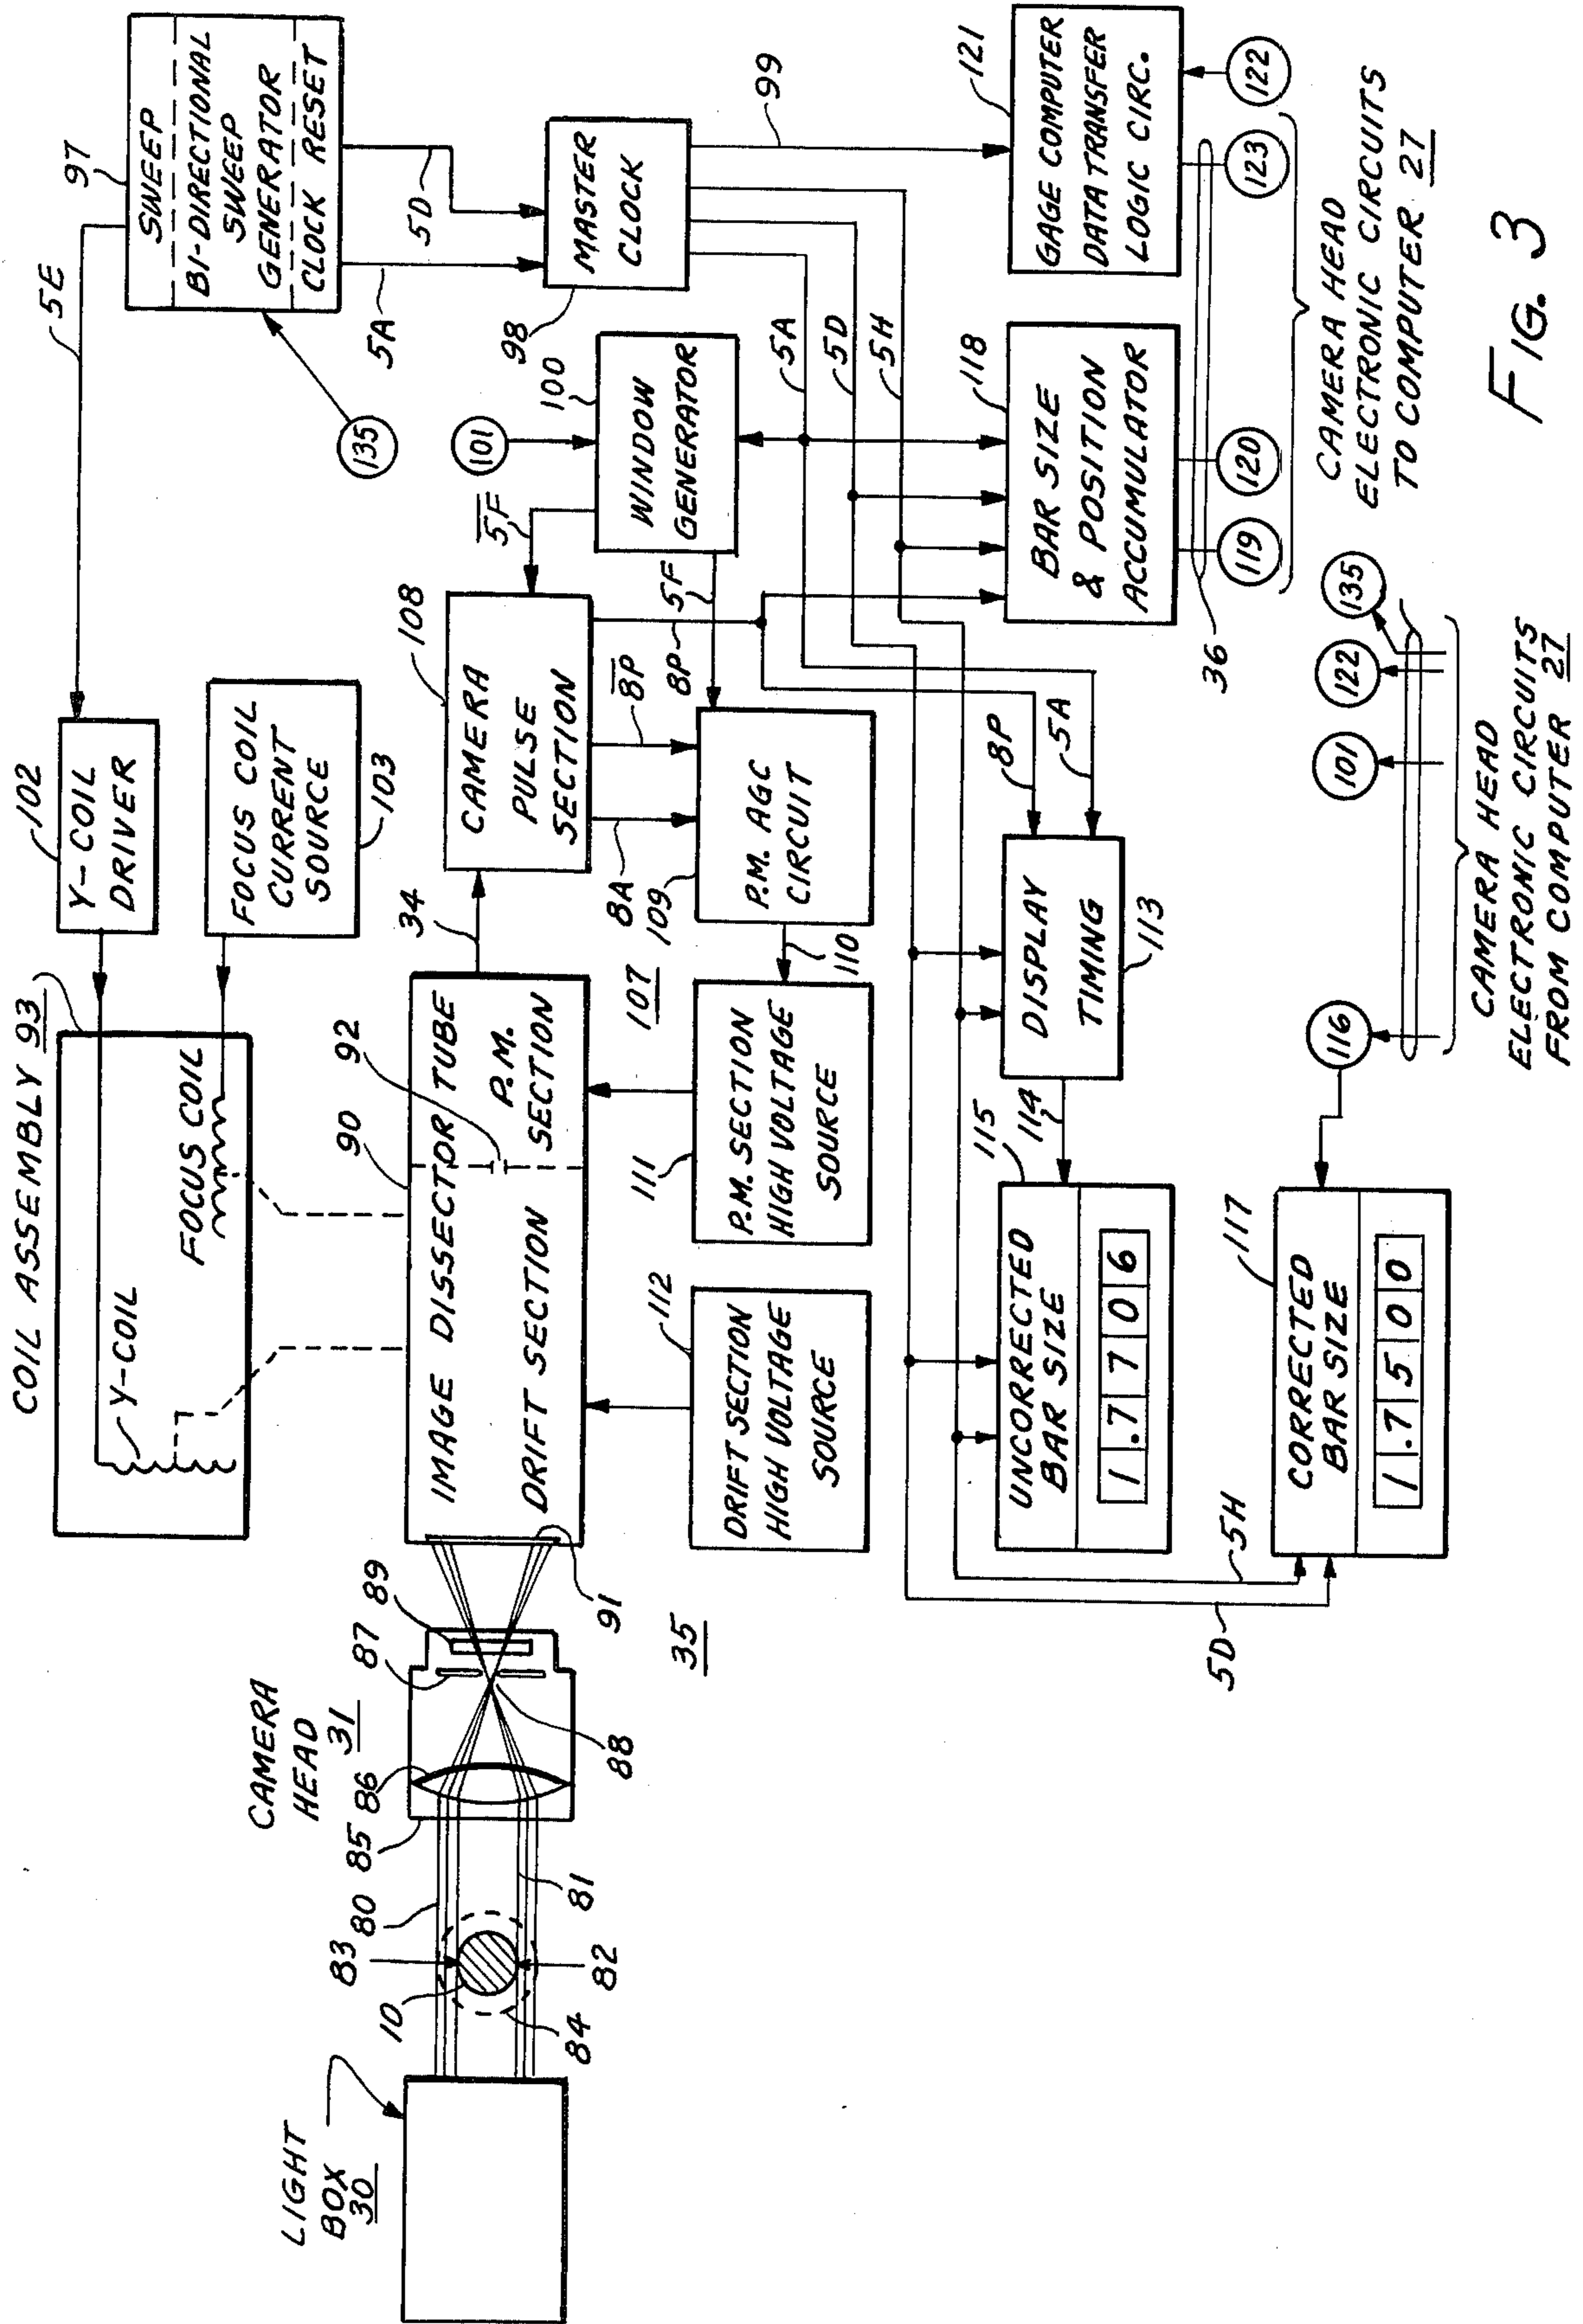 COIL ASSEMBLY 93
Y-COIL
FOCUS COIL
102
Y-COIL
DRIVER
FOCUS COIL
CURRENT
SOURCE
103
5E
97
SWEEP
BI-DIRECTIONAL
SWEEP
GENERATOR
CLOCK RESET
135
5A
5D
LIGHT
BOX
30
83
10
80
84
82
81
CAMERA
HEAD
31
85
86
87
89
88
91
35
90
92
IMAGE DISSECTOR TUBE
DRIFT SECTION
P.M.
SECTION
34
107
108
CAMERA
PULSE
SECTION
5F
8A
8P
8P
5F
101
100
WINDOW
GENERATOR
98
MASTER
CLOCK
99
112
DRIFT SECTION
HIGH VOLTAGE
SOURCE
111
P.M. SECTION
HIGH VOLTAGE
SOURCE
110
109
P.M. AGC
CIRCUIT
5A
5D
5H
115
UNCORRECTED
BAR SIZE
1.7706
114
DISPLAY
TIMING
113
8P
5A
118
BAR SIZE
& POSITION
ACCUMULATOR
121
GAGE COMPUTER
DATA TRANSFER
LOGIC CIRC.
36
119
120
123
122
5D
5H
117
CORRECTED
BAR SIZE
1.7500
116
101
122
135
CAMERA HEAD
ELECTRONIC CIRCUITS
FROM COMPUTER 27
CAMERA HEAD
ELECTRONIC CIRCUITS
TO COMPUTER 27
FIG. 3